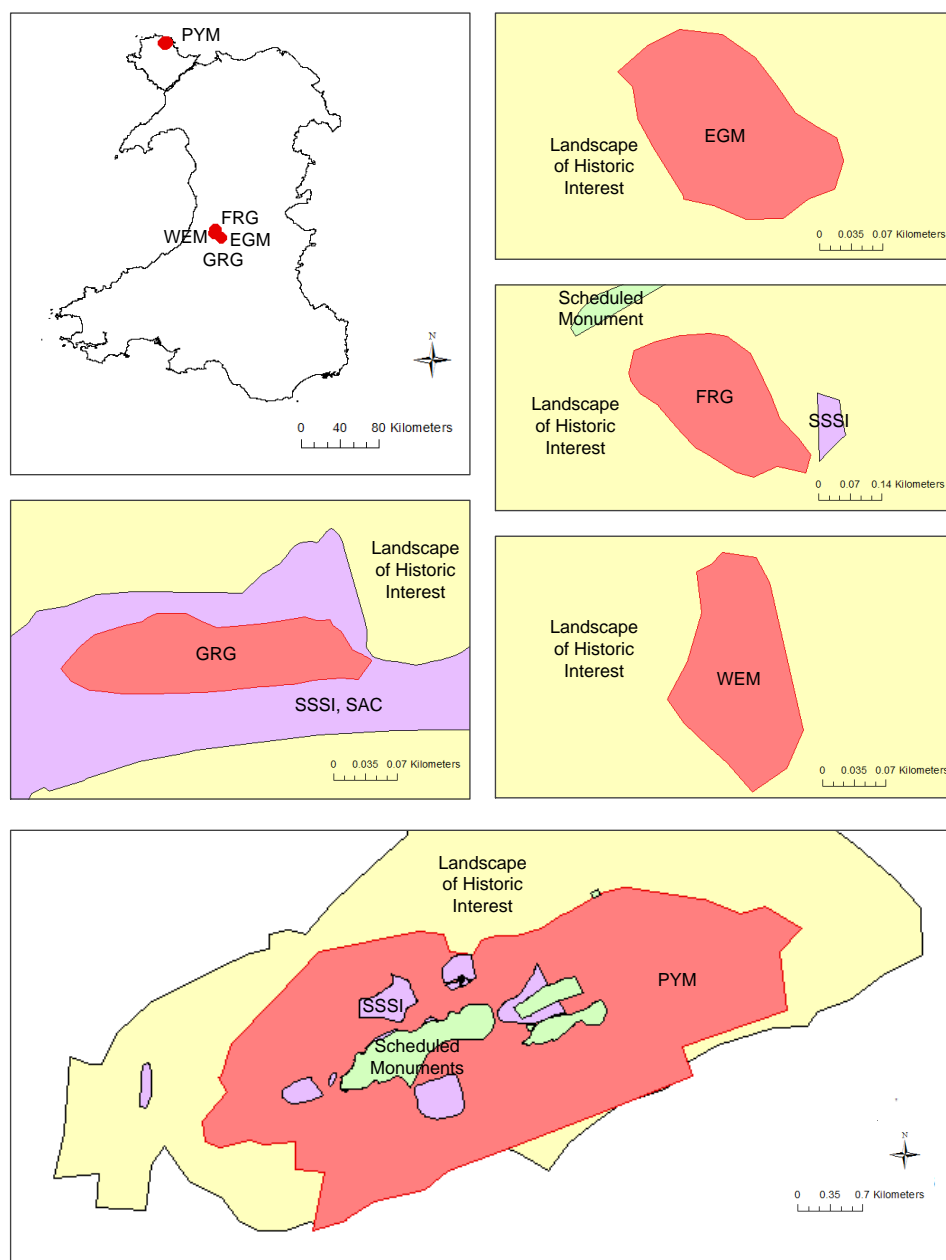 PYM
FRG
WEM
EGM
GRG
N
0 40 80 Kilometers
EGM
Landscape
of Historic
Interest
0 0.035 0.07 Kilometers
Scheduled
Monument
FRG
Landscape
of Historic
Interest
SSSI
0 0.07 0.14 Kilometers
Landscape
of Historic
Interest
GRG
SSSI, SAC
0 0.035 0.07 Kilometers
Landscape
of Historic
Interest
WEM
0 0.035 0.07 Kilometers
Landscape
of Historic
Interest
PYM
SSSI
Scheduled
Monuments
N
0 0.35 0.7 Kilometers